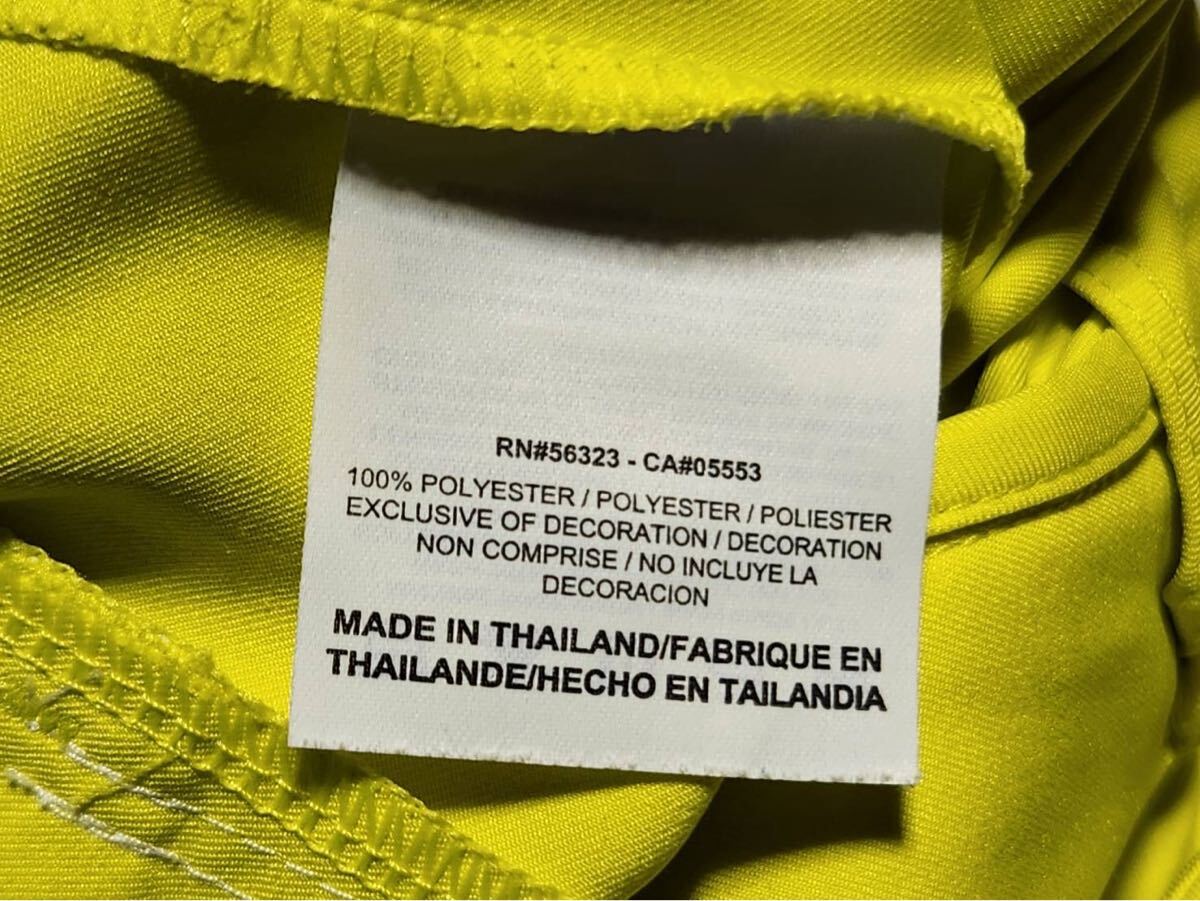 RN#56323 - CA#05553
100% POLYESTER / POLYESTER / POLIESTER
EXCLUSIVE OF DECORATION / DECORATION
NON COMPRISE / NO INCLUYE LA
DECORACION
MADE IN THAILAND/FABRIQUE EN
THAILANDE/HECHO EN TAILANDIA